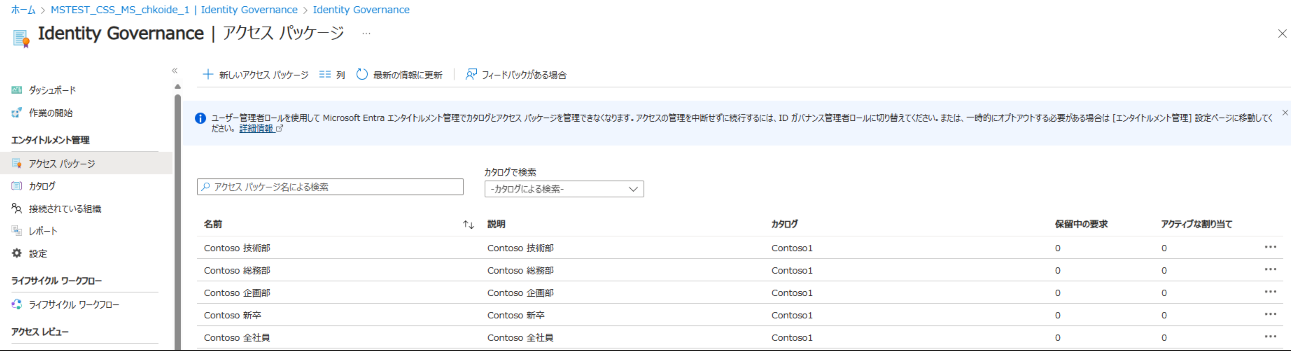 ホーム > MSTEST_CSS_MS_chkoide_1 | Identity Governance > Identity Governance
Identity Governance | アクセス パッケージ ...
ダッシュボード
作業の開始
エンタイトルメント管理
アクセス パッケージ
カタログ
接続されている組織
レポート
設定
ライフサイクル ワークフロー
ライフサイクル ワークフロー
アクセス レビュー
+ 新しいアクセス パッケージ 列 最新の情報に更新 | フィードバックがある場合
ユーザー管理者ロールを使用して Microsoft Entra エンタイトルメント管理でカタログとアクセス パッケージを管理できなくなります。アクセスの管理を中断せずに続行するには、ID ガバナンス管理者ロールに切り替えてください。または、一時的にオプトアウトする必要がある場合は [エンタイトルメント管理] 設定ページに移動してく
ださい。詳細情報
カタログで検索
アクセス パッケージ名による検索 -カタログによる検索-
名前 説明 カタログ 保留中の要求 アクティブな割り当て
Contoso 技術部 Contoso 技術部 Contoso1 0 0
Contoso 総務部 Contoso 総務部 Contoso1 0 0
Contoso 企画部 Contoso 企画部 Contoso1 0 0
Contoso 新卒 Contoso 新卒 Contoso1 0 0
Contoso 全社員 Contoso 全社員 Contoso1 0 0